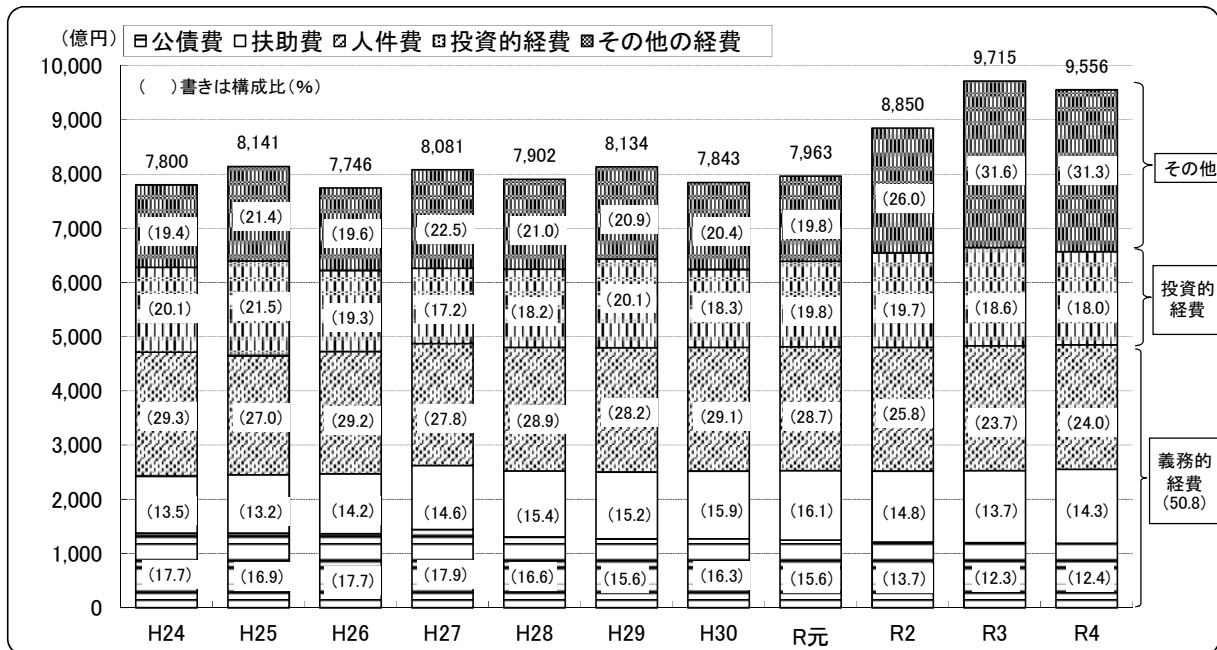 (億円) 公債費 扶助費 人件費 投資的経費 その他の経費
10,000
9,000
8,000
7,000
6,000
5,000
4,000
3,000
2,000
1,000
0
(　)書きは構成比(%)
7,800 8,141 7,746 8,081 7,902 8,134 7,843 7,963 8,850 9,715 9,556
(19.4) (21.4) (19.6) (22.5) (21.0) (20.9) (20.4) (19.8) (26.0) (31.6) (31.3)
(20.1) (21.5) (19.3) (17.2) (18.2) (20.1) (18.3) (19.8) (19.7) (18.6) (18.0)
(29.3) (27.0) (29.2) (27.8) (28.9) (28.2) (29.1) (28.7) (25.8) (23.7) (24.0)
(13.5) (13.2) (14.2) (14.6) (15.4) (15.2) (15.9) (16.1) (14.8) (13.7) (14.3)
(17.7) (16.9) (17.7) (17.9) (16.6) (15.6) (16.3) (15.6) (13.7) (12.3) (12.4)
H24 H25 H26 H27 H28 H29 H30 R元 R2 R3 R4
その他
投資的
経費
義務的
経費
(50.8)